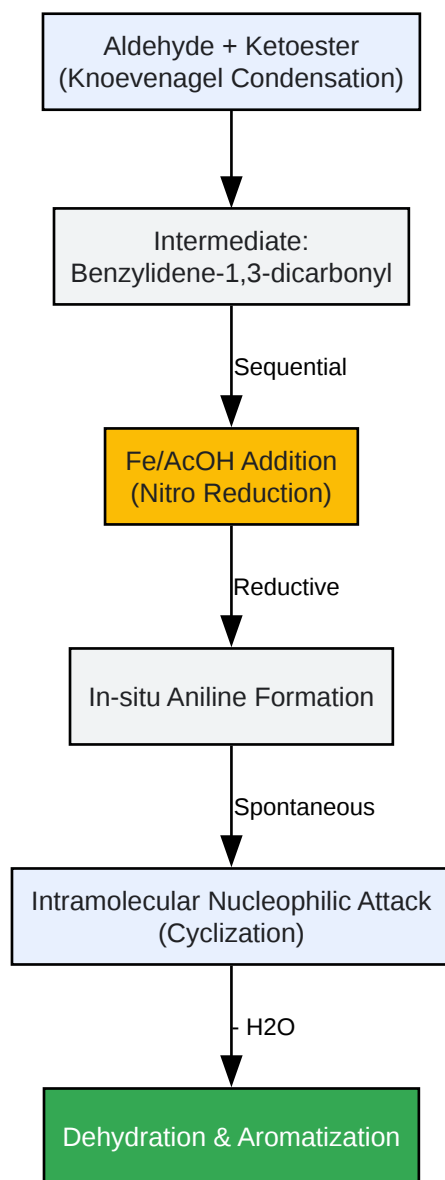 Aldehyde + Ketoester
(Knoevenagel Condensation)
Intermediate:
Benzylidene-1,3-dicarbonyl
Sequential
Fe/AcOH Addition
(Nitro Reduction)
Reductive
In-situ Aniline Formation
Spontaneous
Intramolecular Nucleophilic Attack
(Cyclization)
- H2O
Dehydration & Aromatization